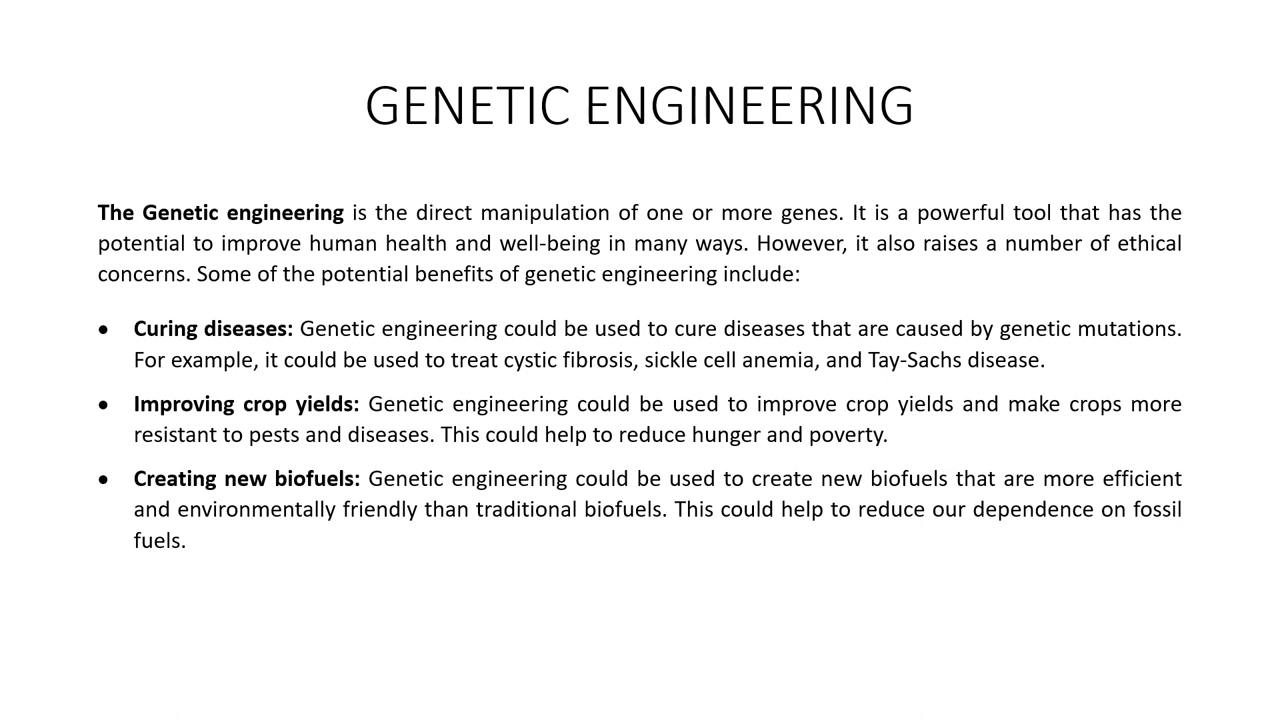 GENETIC ENGINEERING
The Genetic engineering is the direct manipulation of one or more genes. It is a powerful tool that has the
potential to improve human health and well-being in many ways. However, it also raises a number of ethical
concerns. Some of the potential benefits of genetic engineering include:
• Curing diseases: Genetic engineering could be used to cure diseases that are caused by genetic mutations.
For example, it could be used to treat cystic fibrosis, sickle cell anemia, and Tay-Sachs disease.
• Improving crop yields: Genetic engineering could be used to improve crop yields and make crops more
resistant to pests and diseases. This could help to reduce hunger and poverty.
• Creating new biofuels: Genetic engineering could be used to create new biofuels that are more efficient
and environmentally friendly than traditional biofuels. This could help to reduce our dependence on fossil
fuels.